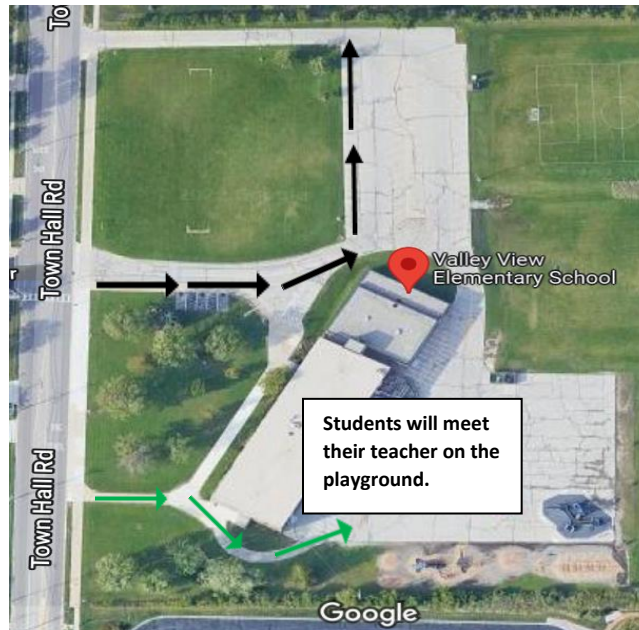 To
Town Hall Rd
Valley View
Elementary School
r
Students will meet
their teacher on the
playground.
Town Hall Rd
Google